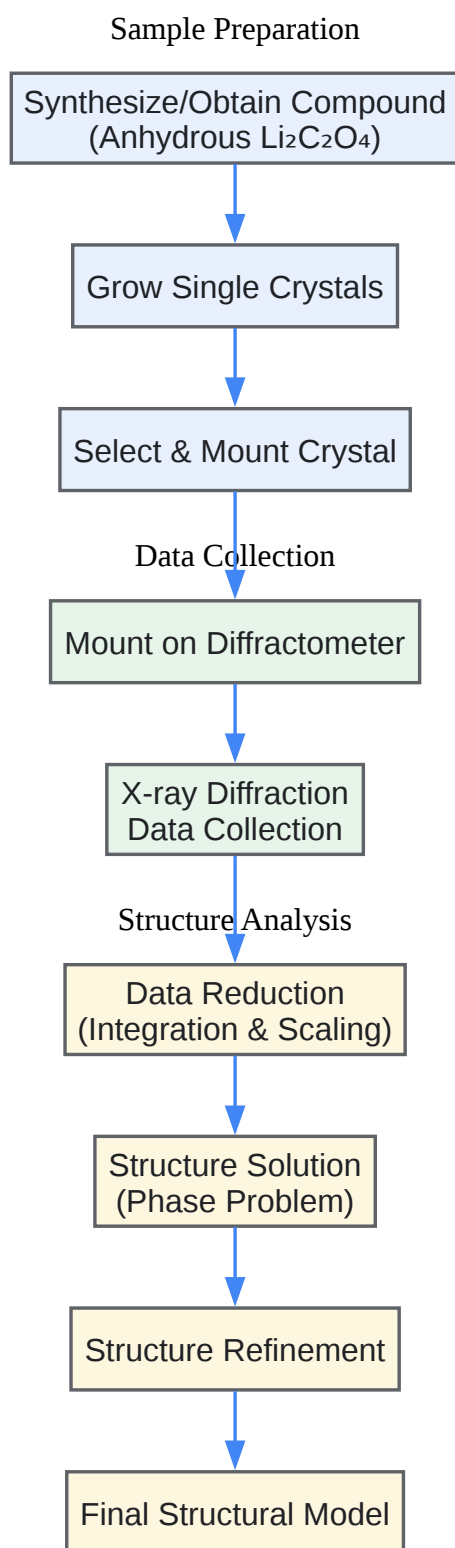 Sample Preparation
Synthesize/Obtain Compound
(Anhydrous Li₂C₂O₄)
Grow Single Crystals
Select & Mount Crystal
Data Collection
Mount on Diffractometer
X-ray Diffraction
Data Collection
Structure Analysis
Data Reduction
(Integration & Scaling)
Structure Solution
(Phase Problem)
Structure Refinement
Final Structural Model